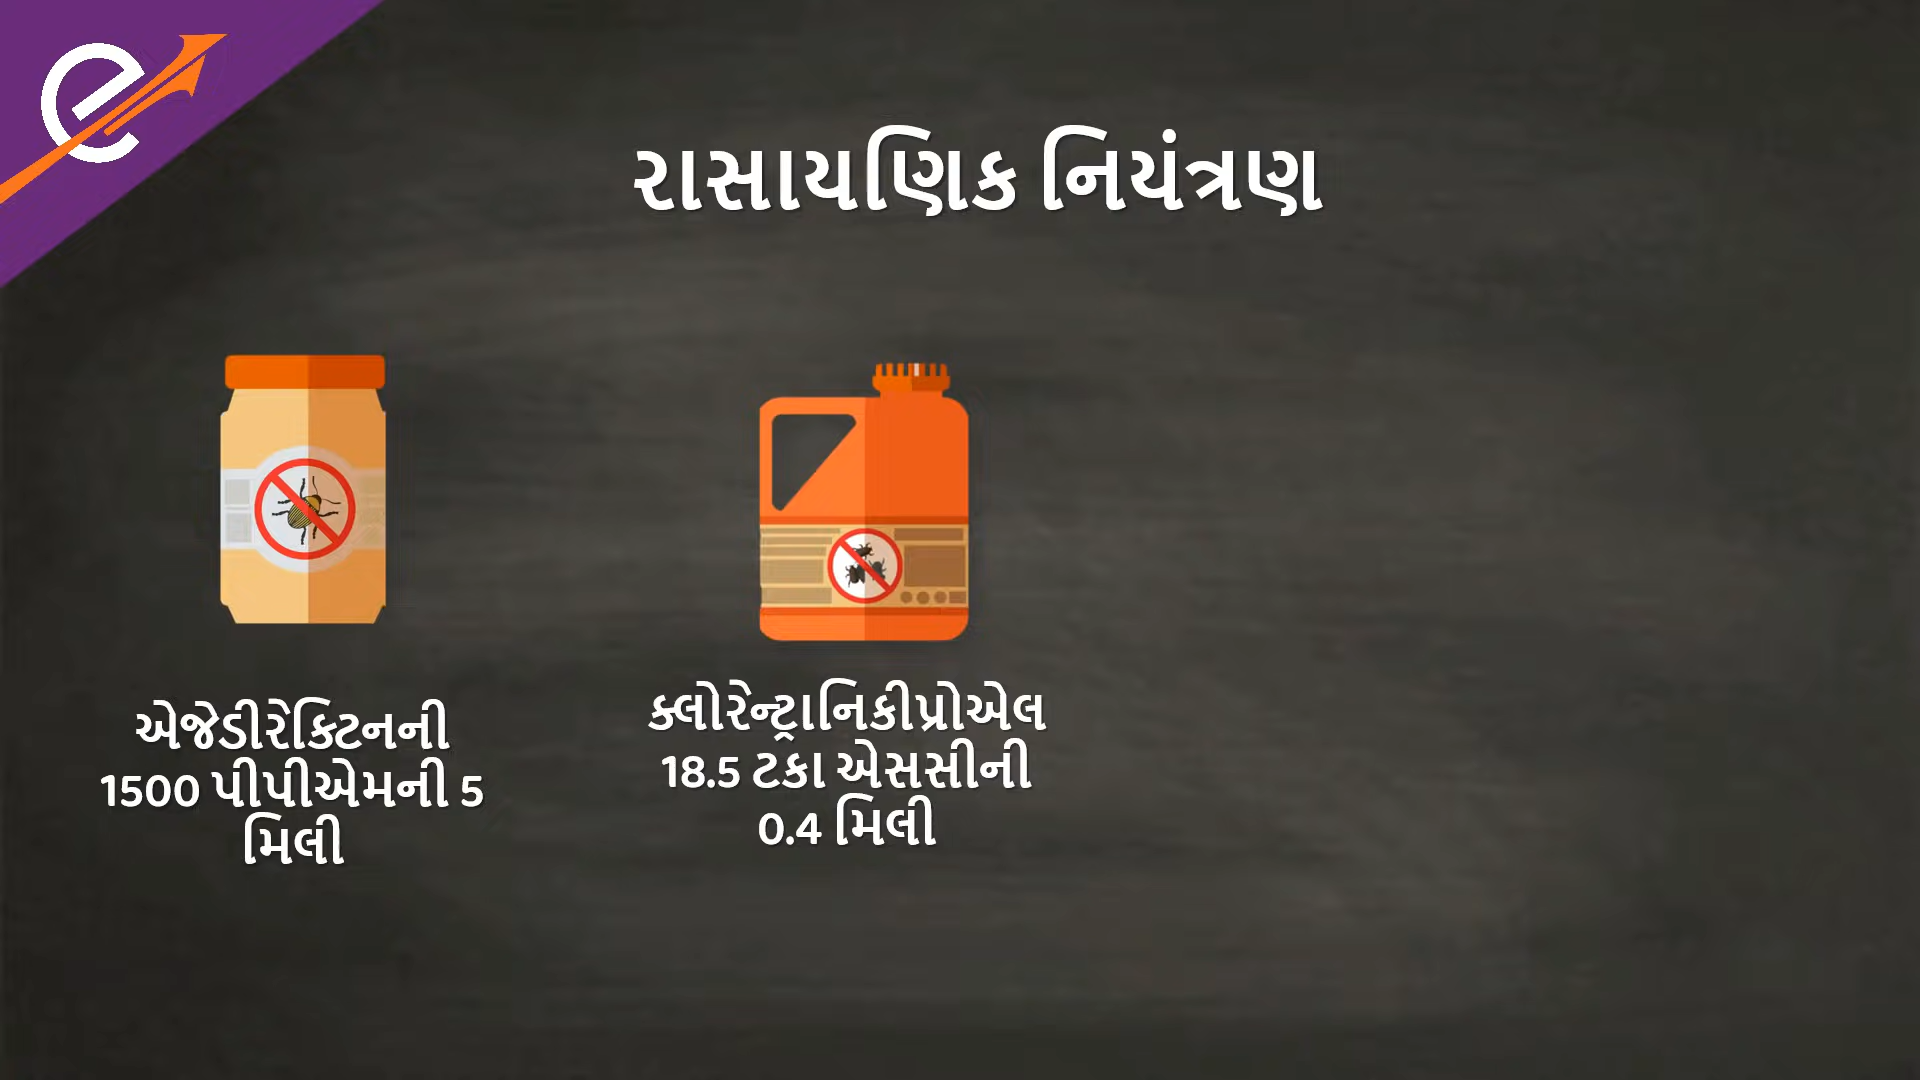 રાસાયણિક નિયંત્રણ
એજેડીરેક્ટિનની
1500 પીપીએમની 5
મિલી
ક્લોરેન્ટ્રાનિકીપ્રોએલ
18.5 ટકા એસસીની
0.4 મિલી